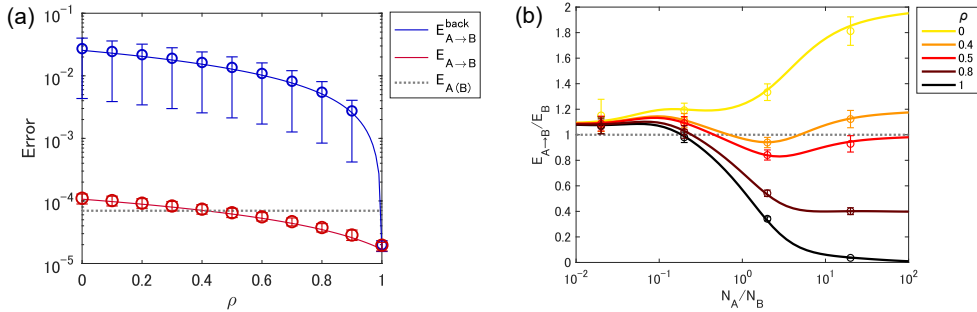 (a)
Error
10^-1
10^-2
10^-3
10^-4
10^-5
0 0.2 0.4 0.6 0.8 1
ρ
E^back_A→B
E_A→B
E_A(B)
(b)
E_A→B/E_B
2
1.8
1.6
1.4
1.2
1
0.8
0.6
0.4
0.2
0
10^-2 10^-1 10^0 10^1 10^2
N_A/N_B
ρ
0
0.4
0.5
0.8
1